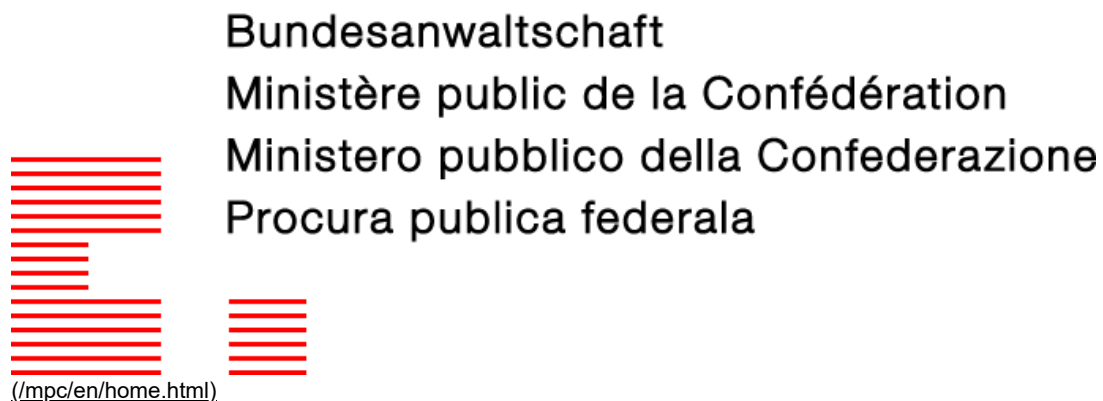 Bundesanwaltschaft
Ministère public de la Confédération
Ministero pubblico della Confederazione
Procura publica federala
(/mpc/en/home.html)